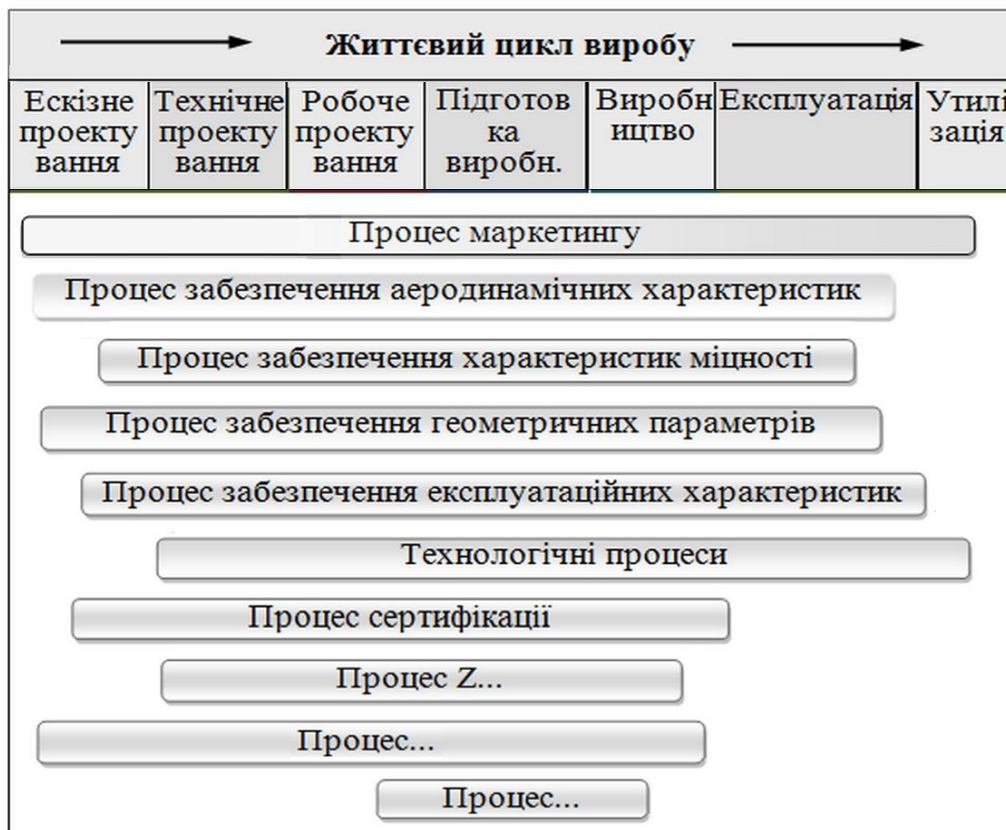 Життєвий цикл виробу
Ескізне
проекту
вання
Технічне
проекту
вання
Робоче
проекту
вання
Підготов
ка
виробн.
Виробн
ицтво
Експлуатація
Утилі
зація
Процес маркетингу
Процес забезпечення аеродинамічних характеристик
Процес забезпечення характеристик міцності
Процес забезпечення геометричних параметрів
Процес забезпечення експлуатаційних характеристик
Технологічні процеси
Процес сертифікації
Процес Z...
Процес...
Процес...